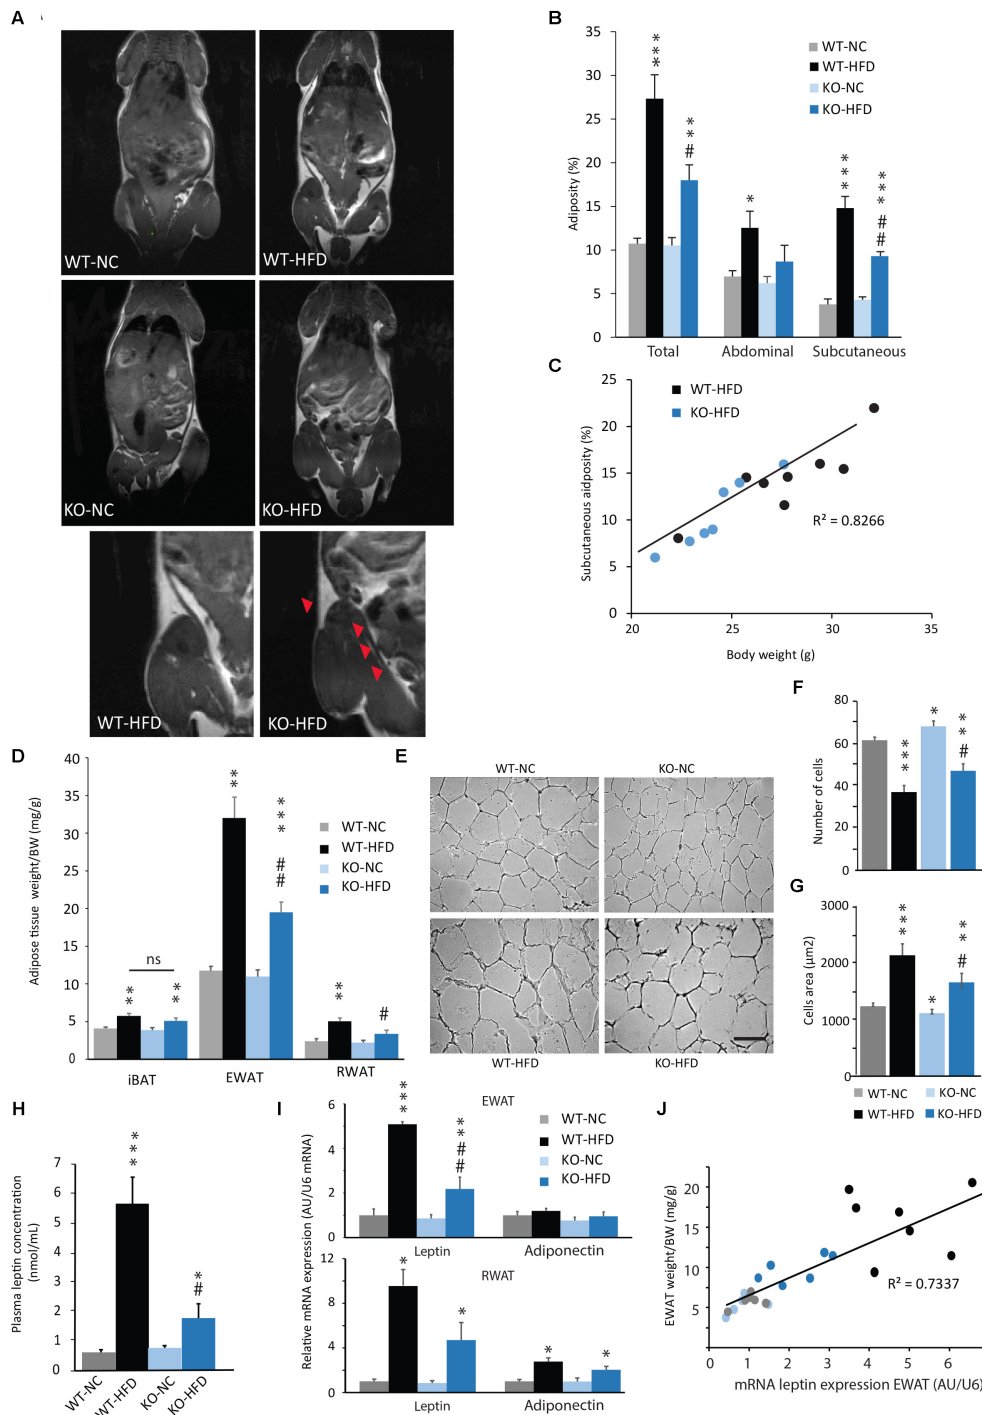 A
WT-NC
WT-HFD
KO-NC
KO-HFD
WT-HFD
KO-HFD
B
Adiposity (%)
35
30
25
20
15
10
5
0
***
***
#
*
***
***
##
WT-NC
WT-HFD
KO-NC
KO-HFD
Total
Abdominal
Subcutaneous
C
Subcutaneous aidposity (%)
25
20
15
10
5
0
WT-HFD
KO-HFD
R² = 0.8266
20
25
30
35
Body weight (g)
D
Adipose tissue weight/BW (mg/g)
40
35
30
25
20
15
10
5
0
ns
**
**
**
***
##
**
#
WT-NC
WT-HFD
KO-NC
KO-HFD
iBAT
EWAT
RWAT
E
WT-NC
KO-NC
WT-HFD
KO-HFD
F
Number of cells
80
60
40
20
0
***
*
**
#
G
Cells area (µm2)
3000
2000
1000
0
***
*
**
#
WT-NC
KO-NC
WT-HFD
KO-HFD
H
Plasma leptin concentration
(nmol/mL)
7
6
5
4
3
2
1
0
***
*
#
WT-NC
WT-HFD
KO-NC
KO-HFD
I
Relative mRNA expression (AU/U6 mRNA)
EWAT
6
4
2
0
***
**##
WT-NC
WT-HFD
KO-NC
KO-HFD
Leptin
Adiponectin
RWAT
12
8
4
0
*
*
*
*
Leptin
Adiponectin
J
EWAT weight/BW (mg/g)
20
15
10
5
R² = 0.7337
0
1
2
3
4
5
6
mRNA leptin expression EWAT (AU/U6)